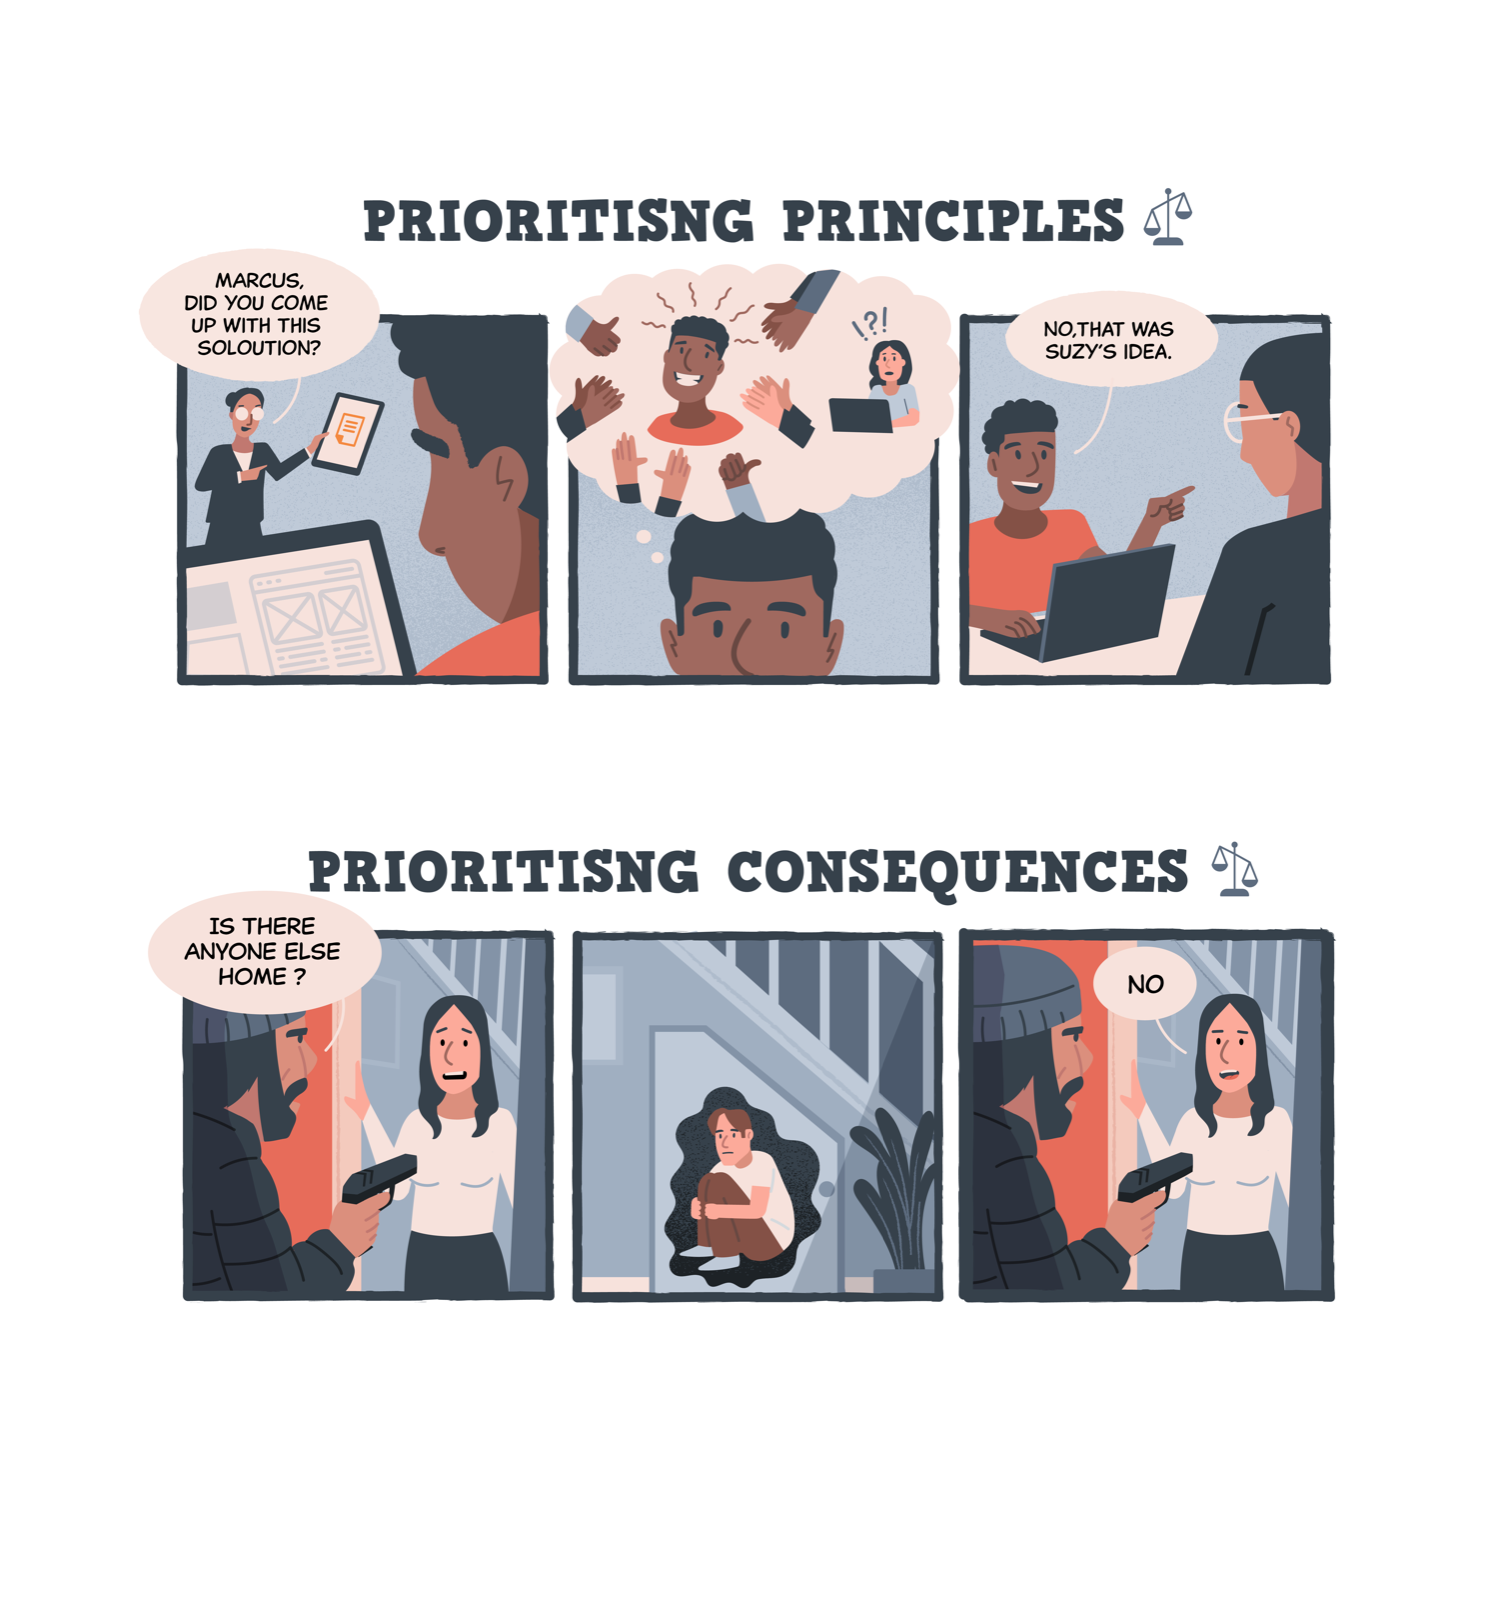 PRIORITISNG PRINCIPLES
MARCUS,
DID YOU COME
UP WITH THIS
SOLOUTION?
!?!
NO,THAT WAS
SUZY'S IDEA.
PRIORITISNG CONSEQUENCES
IS THERE
ANYONE ELSE
HOME ?
NO